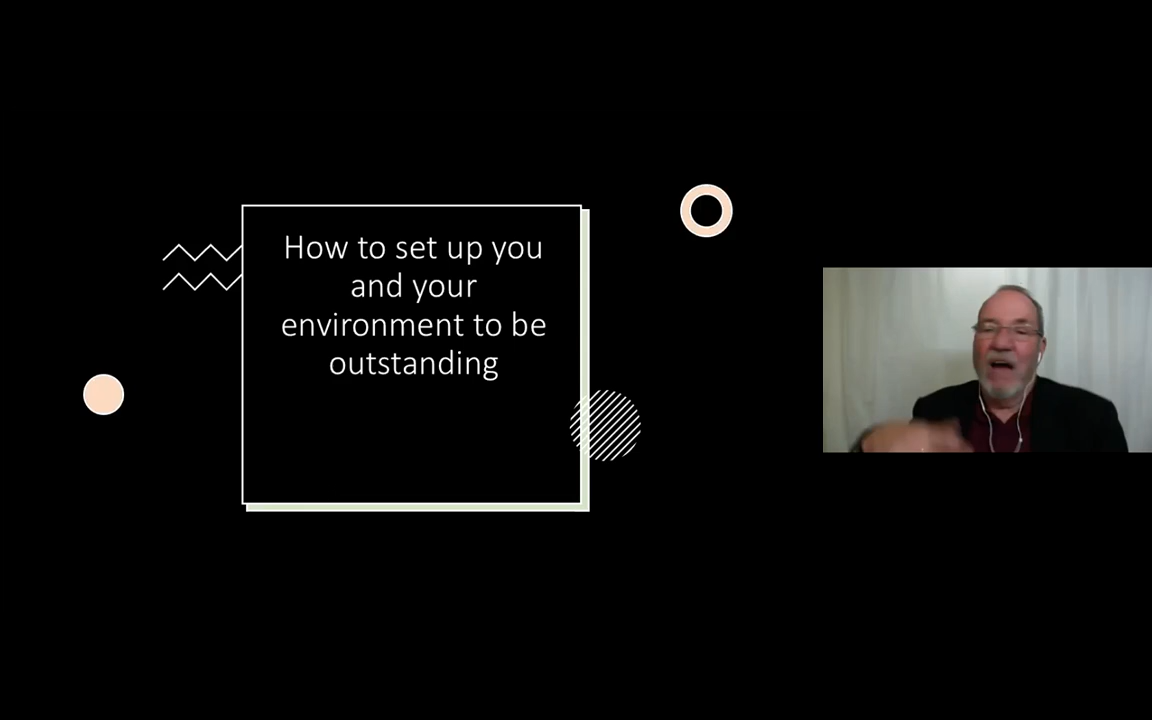 How to set up you
and your
environment to be
outstanding